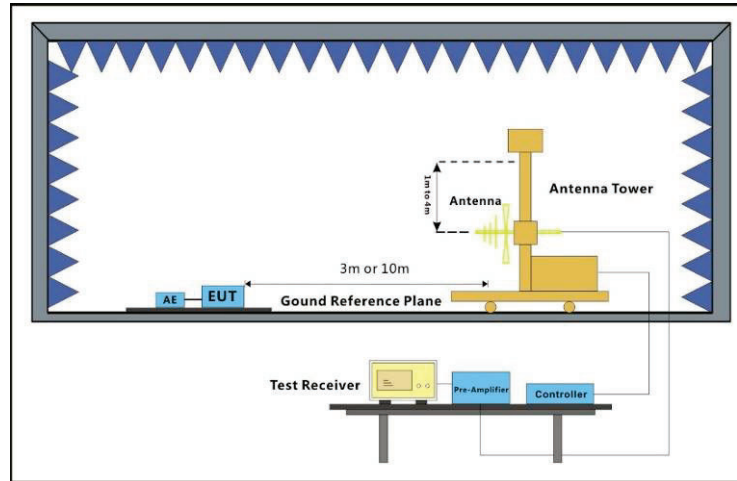 1m to 4m
Antenna
Antenna Tower
3m or 10m
AE
EUT
Gound Reference Plane
Test Receiver
Pre-Amplifier
Controller